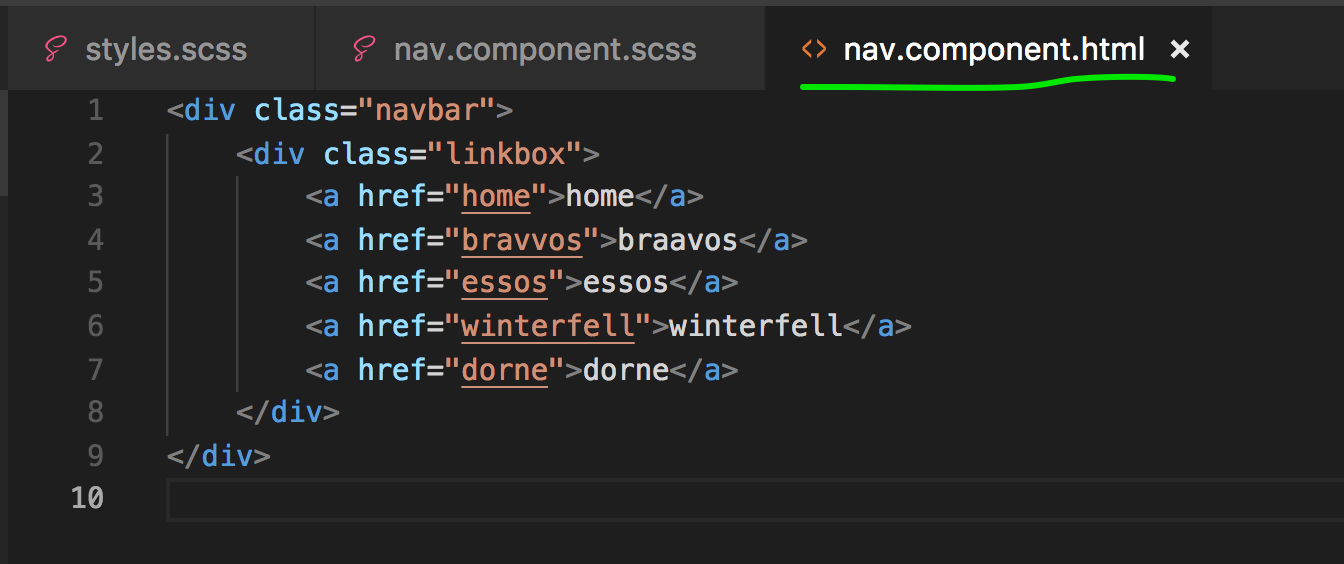 styles.scss nav.component.scss <> nav.component.html ×
1 <div class="navbar">
2     <div class="linkbox">
3         <a href="home">home</a>
4         <a href="bravvos">braavos</a>
5         <a href="essos">essos</a>
6         <a href="winterfell">winterfell</a>
7         <a href="dorne">dorne</a>
8     </div>
9 </div>
10